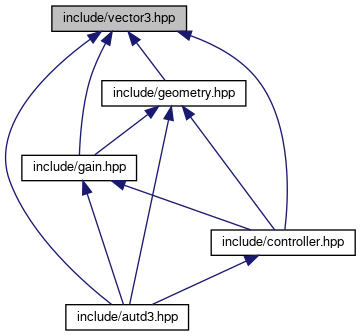 include/vector3.hpp
include/geometry.hpp
include/gain.hpp
include/controller.hpp
include/autd3.hpp